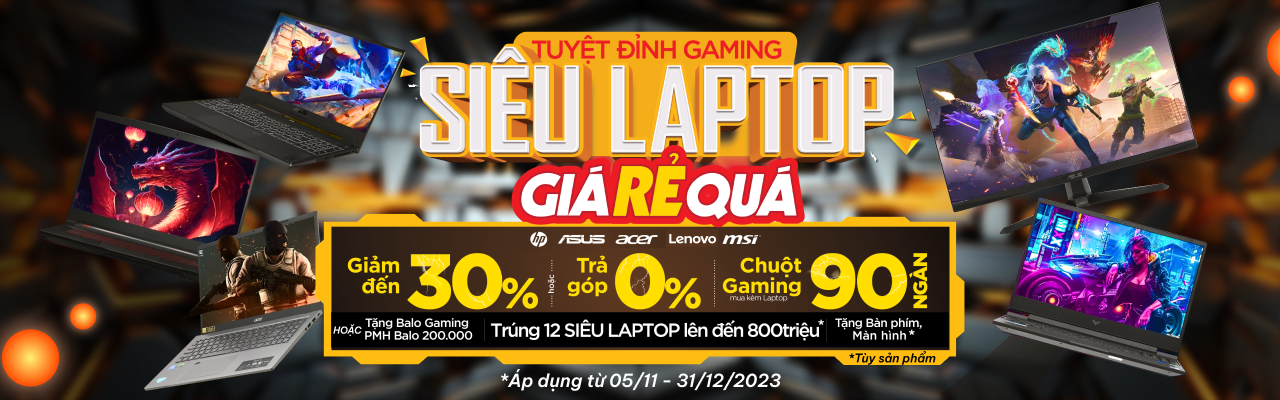 TUYỆT ĐỈNH GAMING
SIÊU LAPTOP
GIÁ RẺ QUÁ
hp ASUS acer Lenovo msi
Giảm đến 30%
hoặc
Trả góp 0%
Chuột Gaming 90 NGÀN
mua kèm Laptop
HOẶC Tặng Balo Gaming
PMH Balo 200.000
Trúng 12 SIÊU LAPTOP lên đến 800triệu*
Tặng Bàn phím,
Màn hình*
*Tùy sản phẩm
*Áp dụng từ 05/11 - 31/12/2023